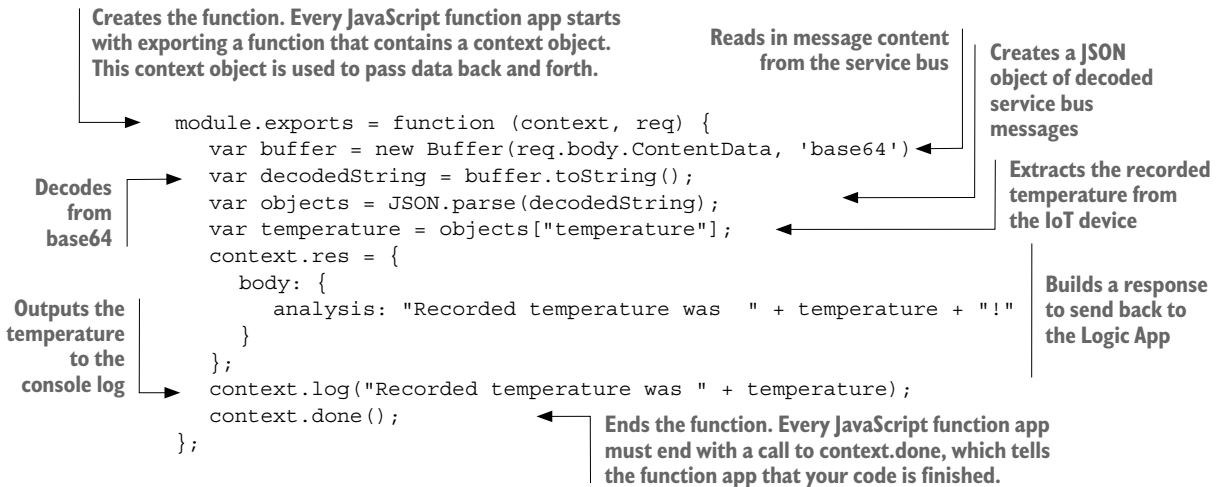 Creates the function. Every JavaScript function app starts
with exporting a function that contains a context object.
This context object is used to pass data back and forth.
Reads in message content
from the service bus
Creates a JSON
object of decoded
service bus
messages
module.exports = function (context, req) {
var buffer = new Buffer(req.body.ContentData, 'base64')
Decodes
from
base64
var decodedString = buffer.toString();
var objects = JSON.parse(decodedString);
var temperature = objects["temperature"];
Extracts the recorded
temperature from
the IoT device
context.res = {
body: {
analysis: "Recorded temperature was  " + temperature + "!"
}
};
Builds a response
to send back to
the Logic App
Outputs the
temperature
to the
console log
context.log("Recorded temperature was " + temperature);
context.done();
};
Ends the function. Every JavaScript function app
must end with a call to context.done, which tells
the function app that your code is finished.